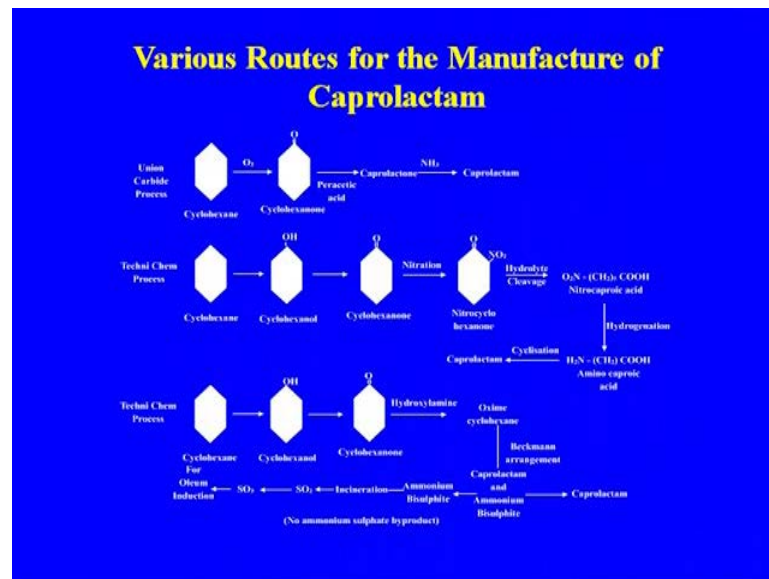 Various Routes for the Manufacture of
Caprolactam
Union
Carbide
Process
O₂
O
Peracetic
acid
Caprolactone
NH₃
Caprolactam
Cyclohexane
Cyclohexanone
Techni Chem
Process
OH
O
Nitration
O
NO₂
Hydrolyte
Cleavage
O₂N - (CH₂)₅ COOH
Nitrocaproic acid
Cyclohexane
Cyclohexanol
Cyclohexanone
Nitrocyclo
hexanone
Hydrogenation
Caprolactam
Cyclisation
H₂N - (CH₂) COOH
Amino caproic
acid
Techni Chem
Process
OH
O
Hydroxylamine
Oxime
cyclohexane
Cyclohexane
Cyclohexanol
Cyclohexanone
Beckmann
arrangement
For
Oleum
Induction
SO₃
SO₂
Incineration
Ammonium
Bisulphite
Caprolactam
and
Ammonium
Bisulphite
Caprolactam
(No ammonium sulphate byproduct)